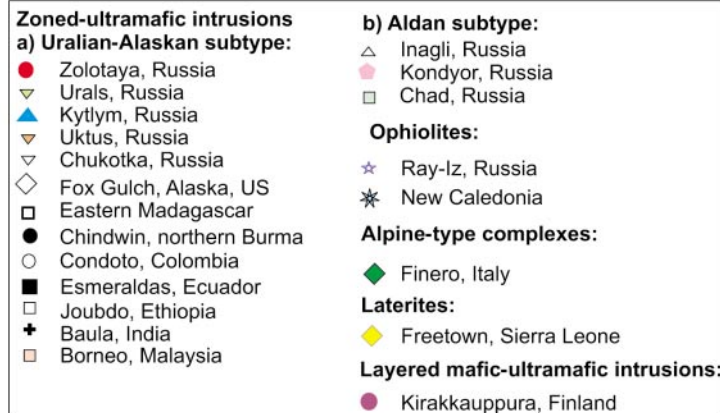 Zoned-ultramafic intrusions
a) Uralian-Alaskan subtype:
Zolotaya, Russia
Urals, Russia
Kytlym, Russia
Uktus, Russia
Chukotka, Russia
Fox Gulch, Alaska, US
Eastern Madagascar
Chindwin, northern Burma
Condoto, Colombia
Esmeraldas, Ecuador
Joubdo, Ethiopia
Baula, India
Borneo, Malaysia
b) Aldan subtype:
Inagli, Russia
Kondyor, Russia
Chad, Russia
Ophiolites:
Ray-Iz, Russia
New Caledonia
Alpine-type complexes:
Finero, Italy
Laterites:
Freetown, Sierra Leone
Layered mafic-ultramafic intrusions:
Kirakkauppura, Finland